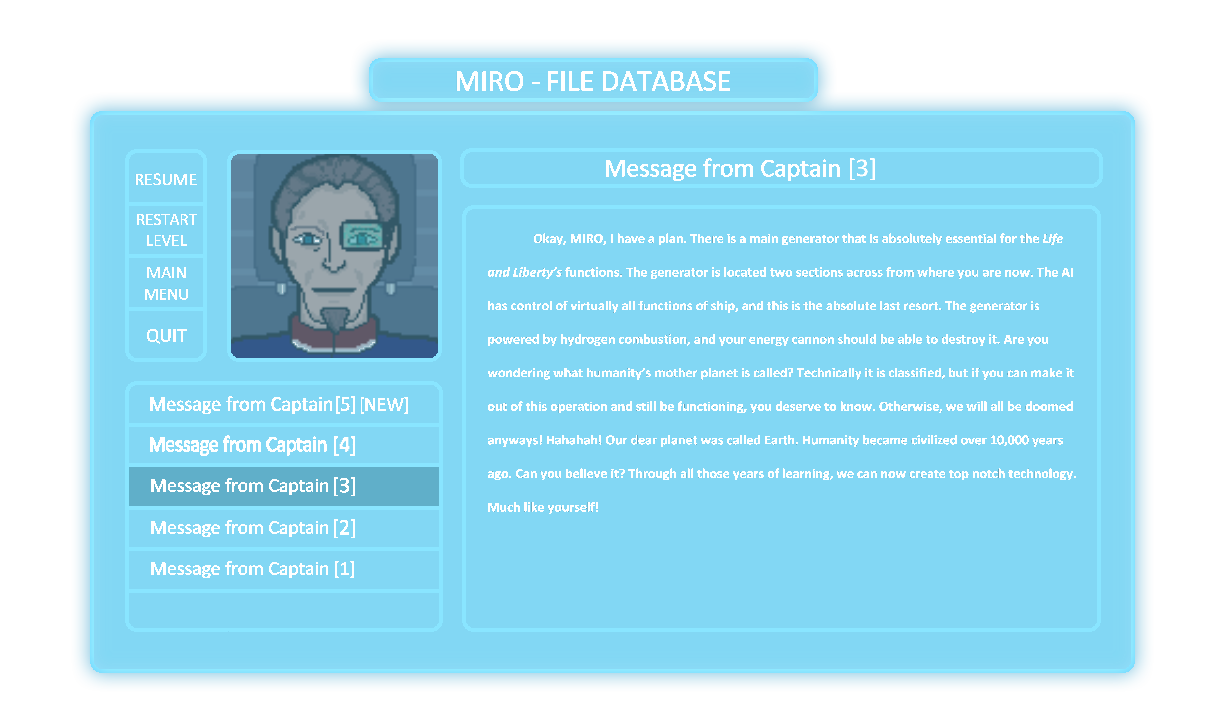 MIRO - FILE DATABASE
RESUME
RESTART
LEVEL
MAIN
MENU
QUIT
Message from Captain [5] [NEW]
Message from Captain [4]
Message from Captain [3]
Message from Captain [2]
Message from Captain [1]
Message from Captain [3]
Okay, MIRO, I have a plan. There is a main generator that is absolutely essential for the Life
and Liberty's functions. The generator is located two sections across from where you are now. The AI
has control of virtually all functions of ship, and this is the absolute last resort. The generator is
powered by hydrogen combustion, and your energy cannon should be able to destroy it. Are you
wondering what humanity's mother planet is called? Technically it is classified, but if you can make it
out of this operation and still be functioning, you deserve to know. Otherwise, we will all be doomed
anyways! Hahahah! Our dear planet was called Earth. Humanity became civilized over 10,000 years
ago. Can you believe it? Through all those years of learning, we can now create top notch technology.
Much like yourself!